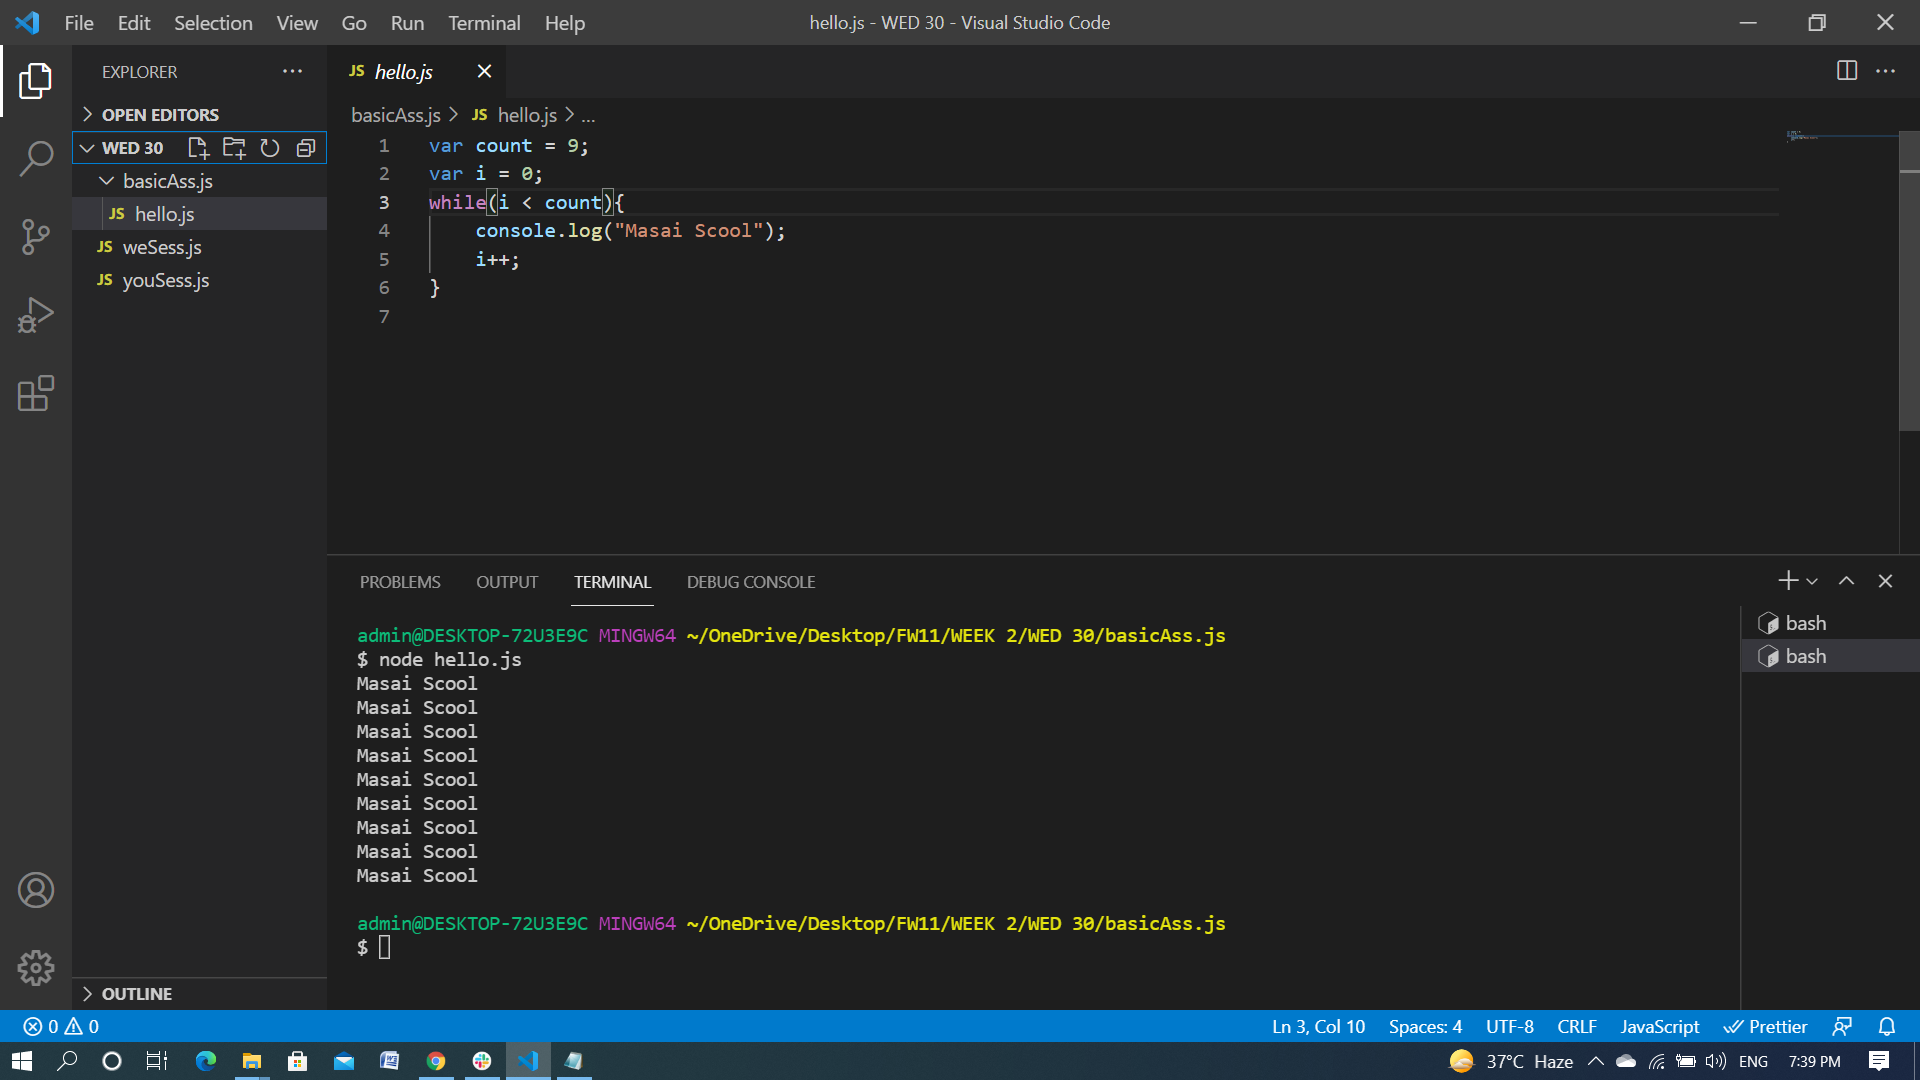 File Edit Selection View Go Run Terminal Help
hello.js - WED 30 - Visual Studio Code
EXPLORER
OPEN EDITORS
WED 30
basicAss.js
JS hello.js
JS weSess.js
JS youSess.js
OUTLINE
JS hello.js
basicAss.js > JS hello.js > ...
1 var count = 9;
2 var i = 0;
3 while(i < count){
4 console.log("Masai Scool");
5 i++;
6 }
7
PROBLEMS OUTPUT TERMINAL DEBUG CONSOLE
admin@DESKTOP-72U3E9C MINGW64 ~/OneDrive/Desktop/FW11/WEEK 2/WED 30/basicAss.js
$ node hello.js
Masai Scool
Masai Scool
Masai Scool
Masai Scool
Masai Scool
Masai Scool
Masai Scool
Masai Scool
Masai Scool
admin@DESKTOP-72U3E9C MINGW64 ~/OneDrive/Desktop/FW11/WEEK 2/WED 30/basicAss.js
$
bash
bash
0 0
Ln 3, Col 10 Spaces: 4 UTF-8 CRLF JavaScript Prettier
37°C Haze ENG 7:39 PM